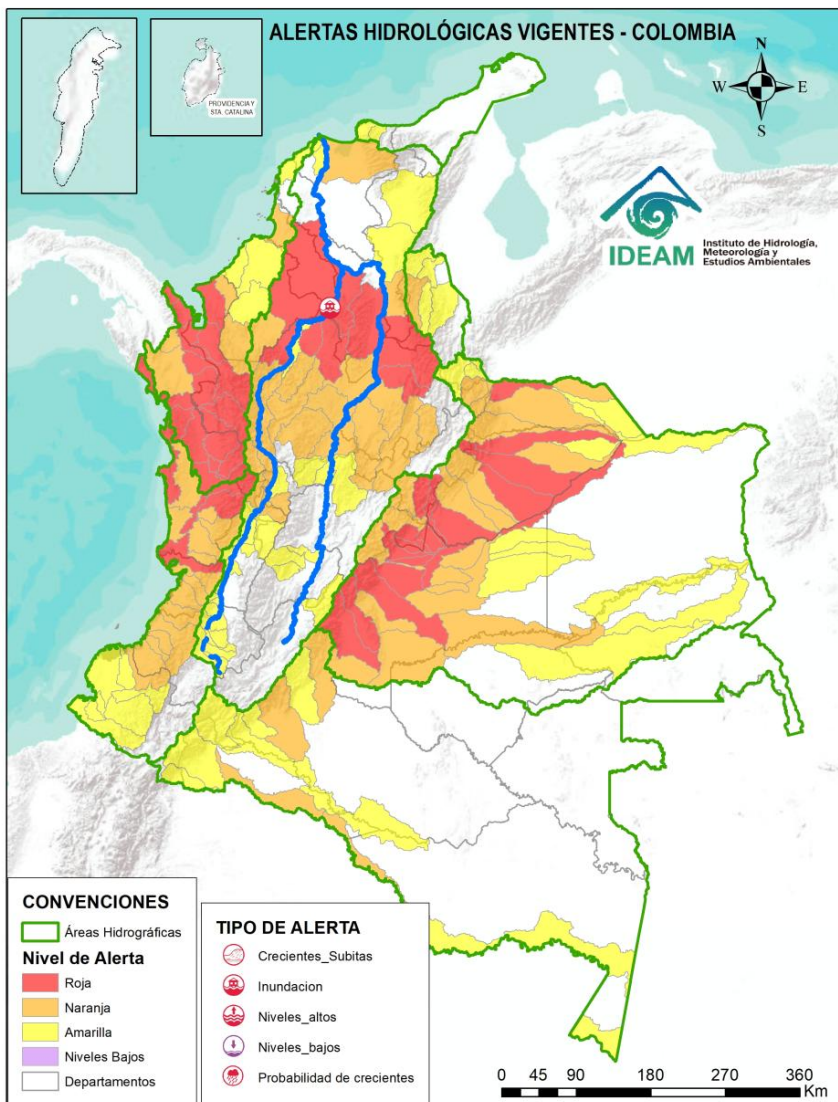 ALERTAS HIDROLÓGICAS VIGENTES - COLOMBIA
PROVIDENCIA Y
STA. CATALINA
N
W E
S
IDEAM
Instituto de Hidrología,
Meteorología y
Estudios Ambientales
CONVENCIONES
Áreas Hidrográficas
Nivel de Alerta
Roja
Naranja
Amarilla
Niveles Bajos
Departamentos
TIPO DE ALERTA
Crecientes_Subitas
Inundacion
Niveles_altos
Niveles_bajos
Probabilidad de crecientes
0 45 90 180 270 360
Km